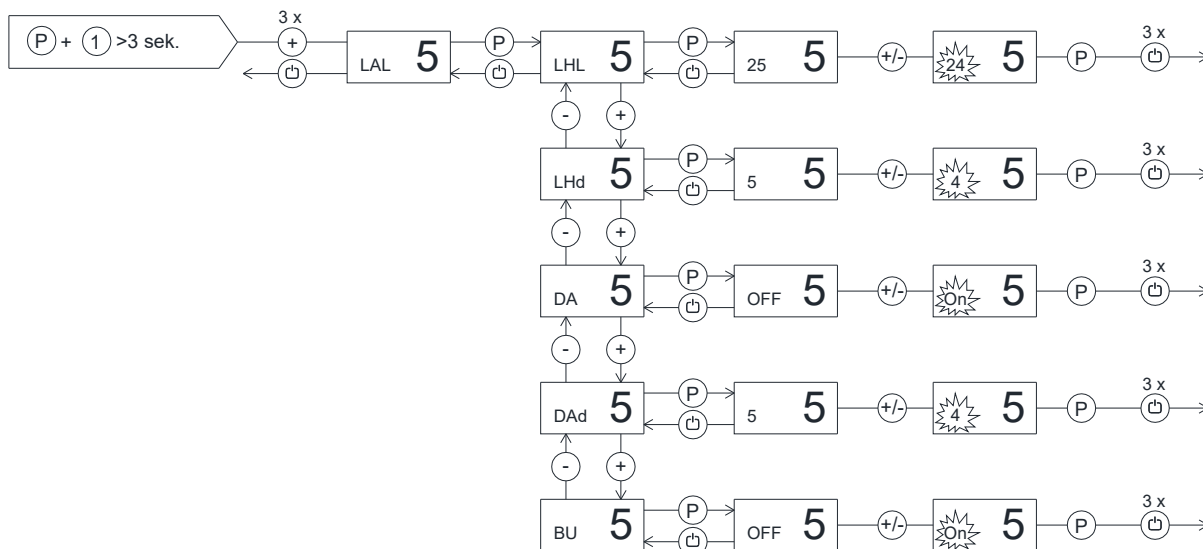 3 x
P + 1 >3 sek. + LAL 5 P LHL 5 P 25 5 +/- 24 5 P 3 x
- +
LHd 5 P 5 5 +/- 4 5 P 3 x
- +
DA 5 P OFF 5 +/- On 5 P 3 x
- +
DAd 5 P 5 5 +/- 4 5 P 3 x
- +
BU 5 P OFF 5 +/- On 5 P 3 x